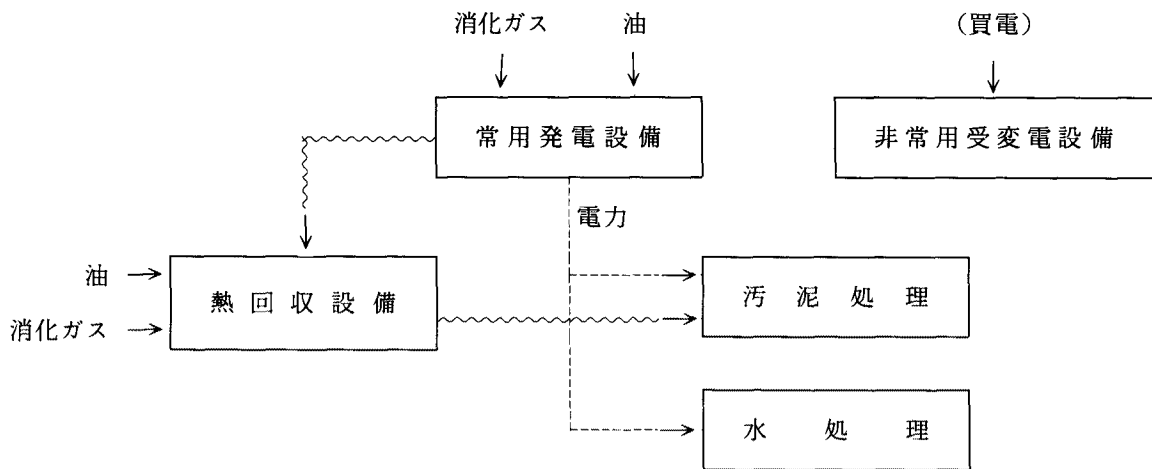 消化ガス
油
（買電）
常用発電設備
非常用受変電設備
電力
油
熱回収設備
汚泥処理
消化ガス
水処理